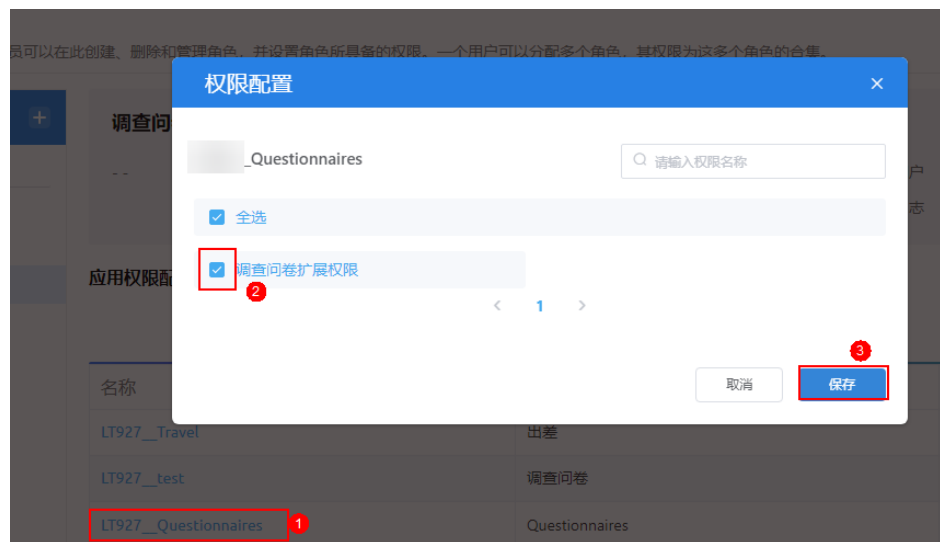 员可以在此创建、删除和管理角色，并设置角色所具备的权限。一个用户可以分配多个角色，其权限为这多个角色的合集。
权限配置
×
+
调查问
_Questionnaires
请输入权限名称
- -
户
志
全选
调查问卷扩展权限
2
应用权限配
< 1 >
3
取消
保存
名称
LT927__Travel
出差
LT927__test
调查问卷
LT927__Questionnaires
1
Questionnaires